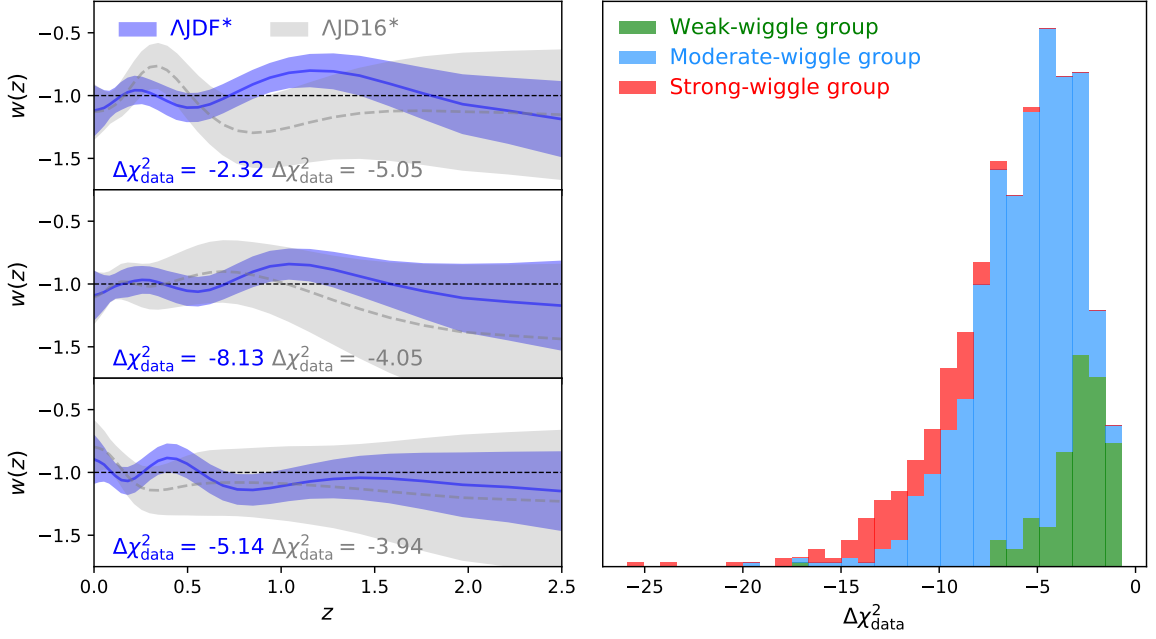 ΛJDF* ΛJD16*
−0.5
−1.0
−1.5
w(z)
Δχ²data = -2.32 Δχ²data = -5.05
−0.5
−1.0
−1.5
w(z)
Δχ²data = -8.13 Δχ²data = -4.05
−0.5
−1.0
−1.5
w(z)
Δχ²data = -5.14 Δχ²data = -3.94
0.0 0.5 1.0 1.5 2.0 2.5
z
Weak-wiggle group
Moderate-wiggle group
Strong-wiggle group
−25 −20 −15 −10 −5 0
Δχ²data